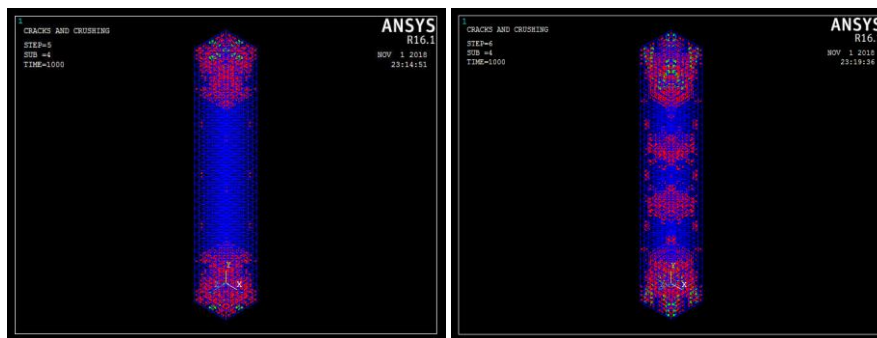 1
CRACKS AND CRUSHING
STEP=5
SUB =4
TIME=1000
ANSYS
R16.1
NOV 1 2018
23:14:51
Z
X
1
CRACKS AND CRUSHING
STEP=6
SUB =4
TIME=1000
ANSYS
R16.
NOV 1 2018
23:19:36
X